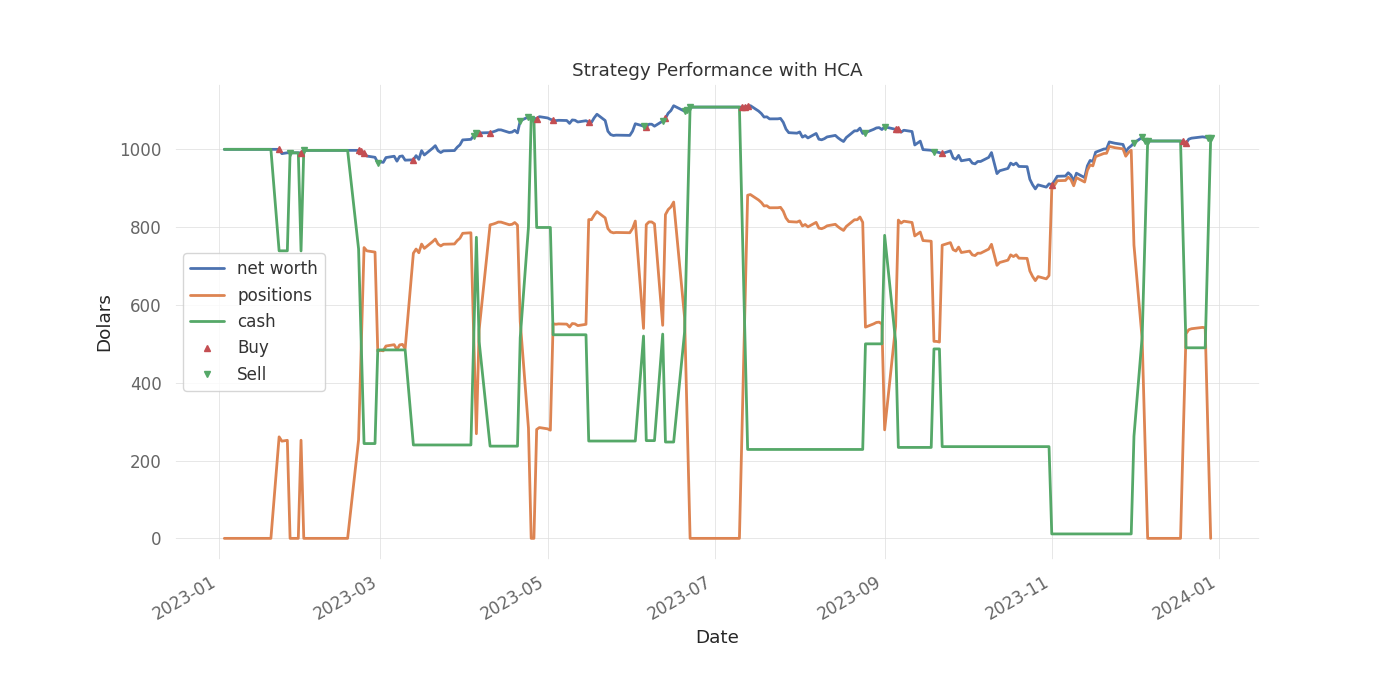 Strategy Performance with HCA
Dolars
1000
800
600
400
200
0
net worth
positions
cash
Buy
Sell
2023-01
2023-03
2023-05
2023-07
2023-09
2023-11
2024-01
Date